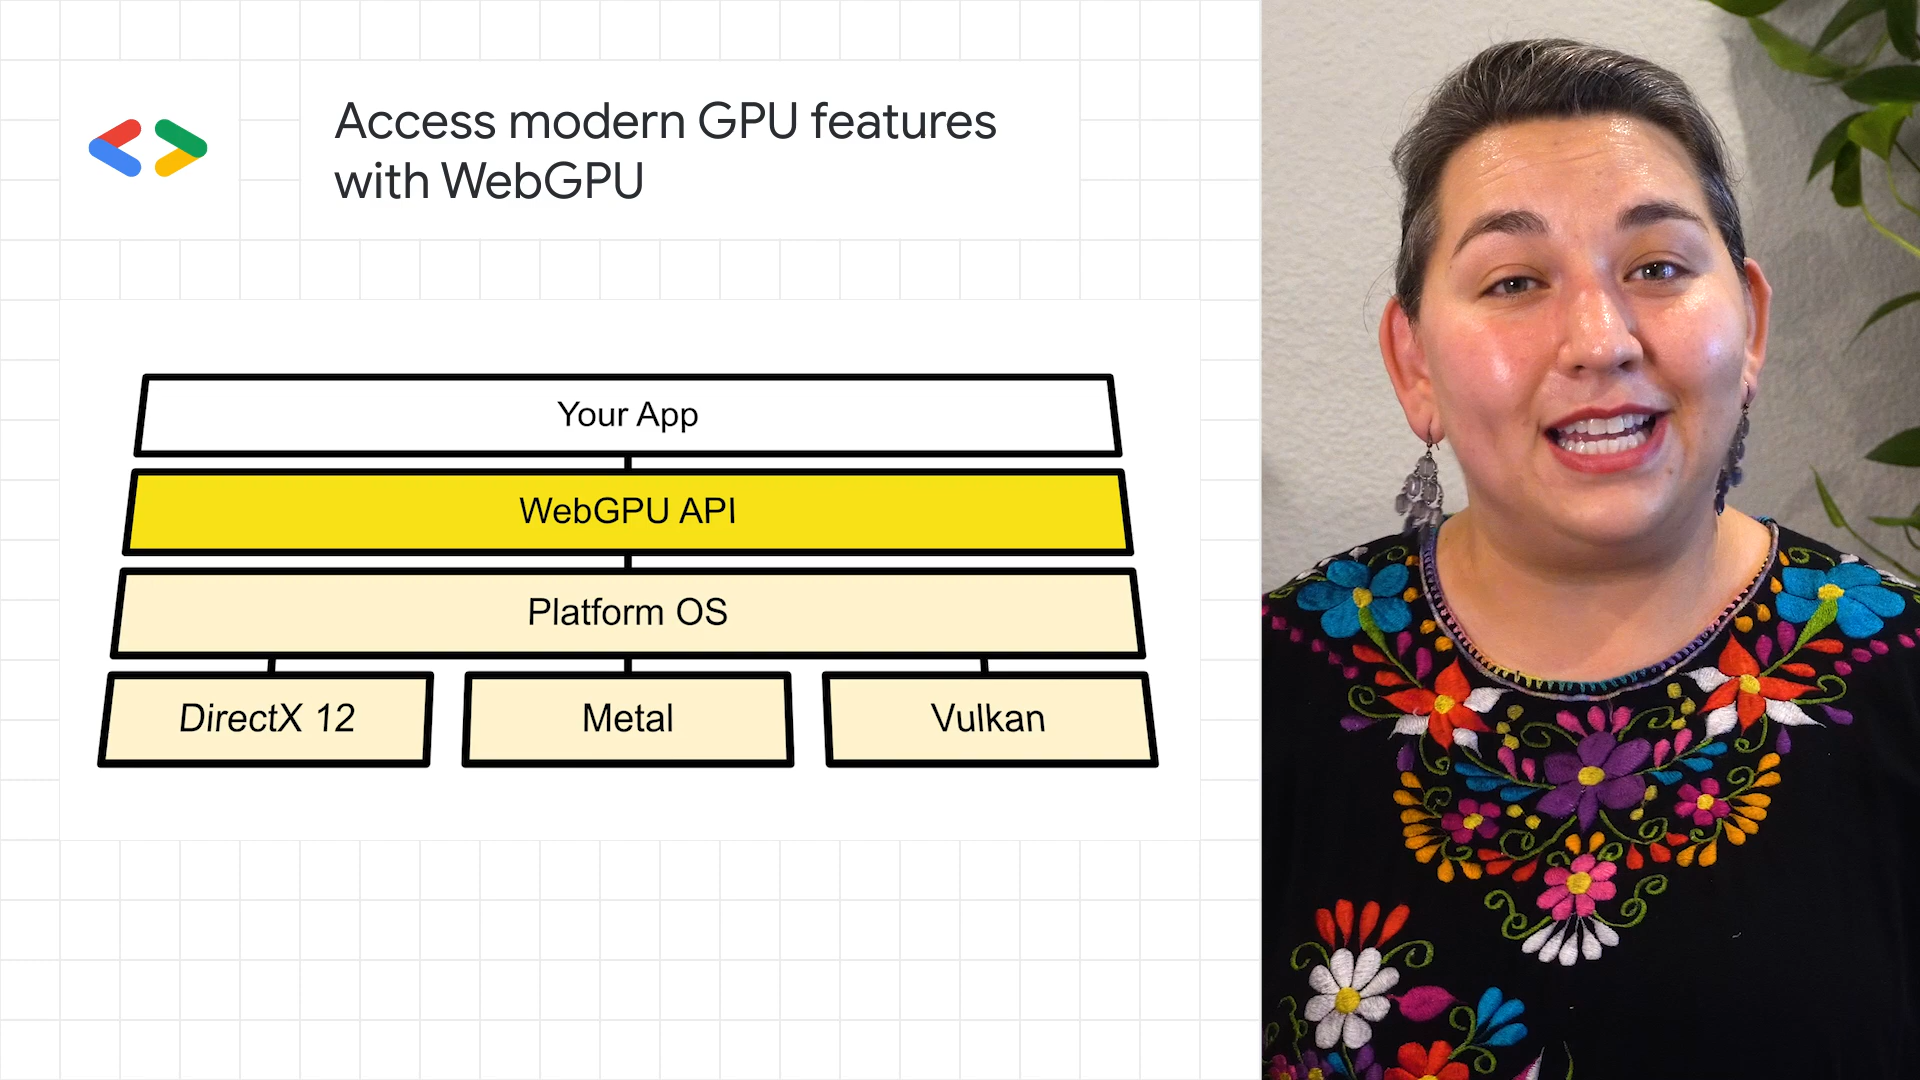 Access modern GPU features
with WebGPU
Your App
WebGPU API
Platform OS
DirectX 12
Metal
Vulkan